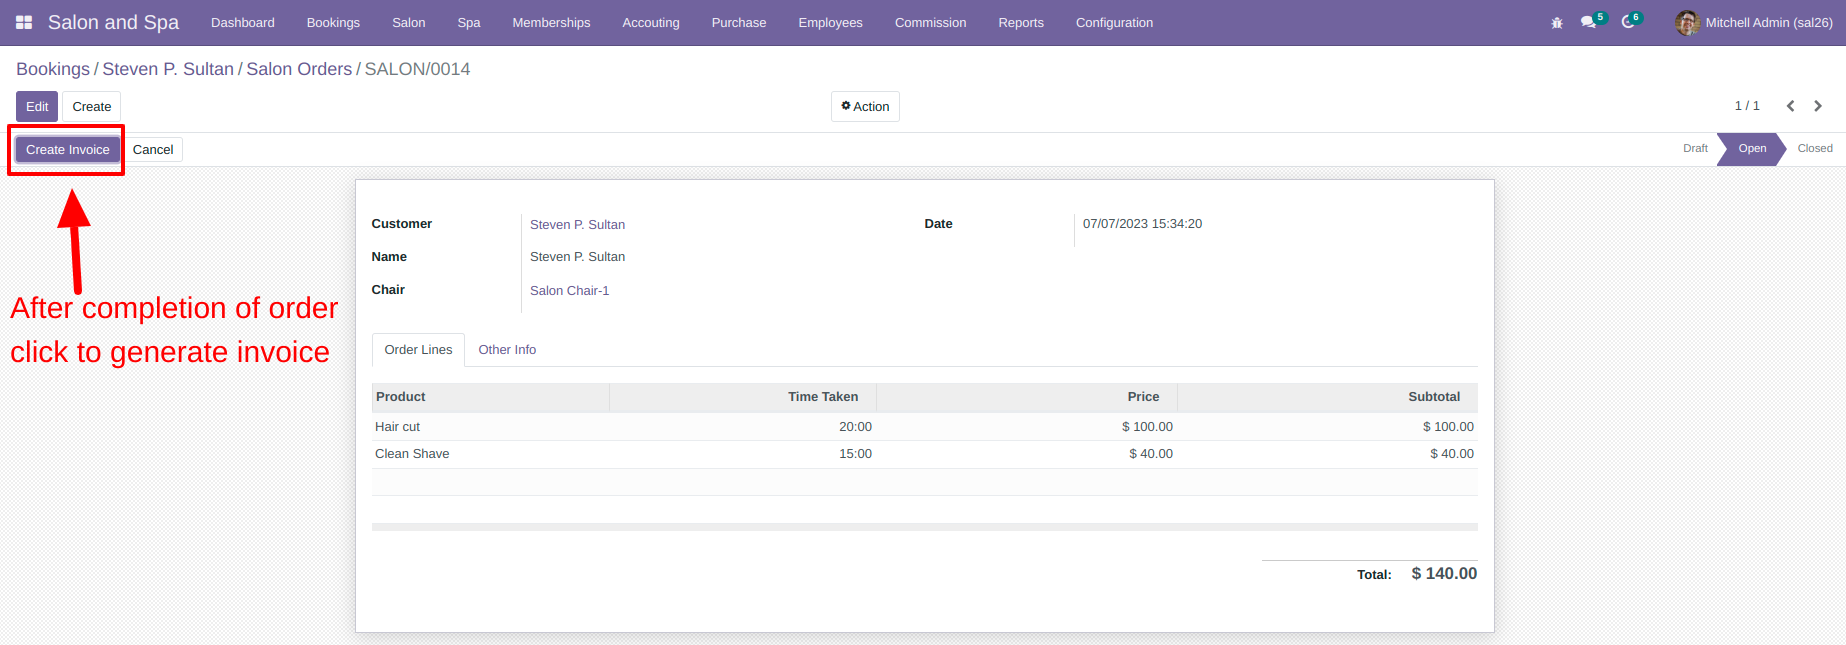 Salon and Spa Dashboard Bookings Salon Spa Memberships Accouting Purchase Employees Commission Reports Configuration 5 6 Mitchell Admin (sal26)
Bookings / Steven P. Sultan / Salon Orders / SALON/0014
Edit Create Action 1 / 1
Create Invoice Cancel Draft Open Closed
Customer Steven P. Sultan Date 07/07/2023 15:34:20
Name Steven P. Sultan
Chair Salon Chair-1
After completion of order
click to generate invoice
Order Lines Other Info
Product Time Taken Price Subtotal
Hair cut 20:00 $ 100.00 $ 100.00
Clean Shave 15:00 $ 40.00 $ 40.00
Total: $ 140.00